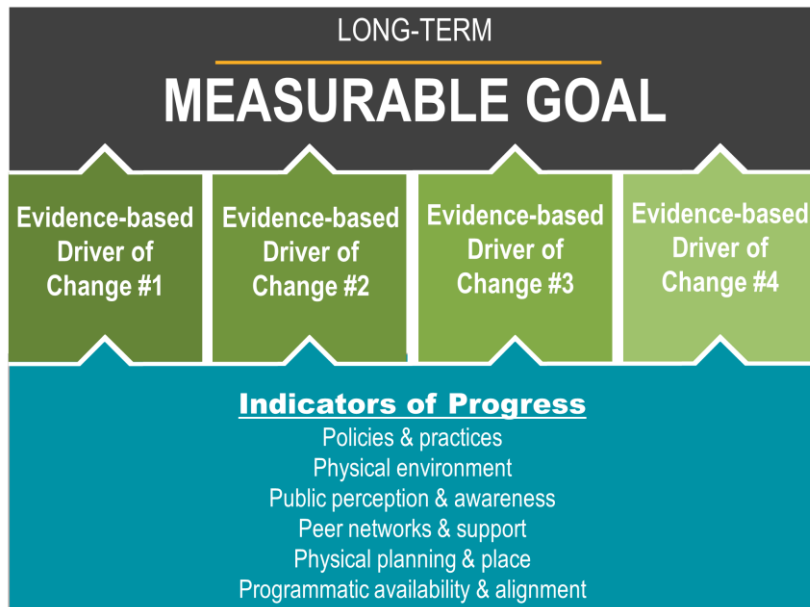 LONG-TERM
MEASURABLE GOAL
Evidence-based
Driver of
Change #1
Evidence-based
Driver of
Change #2
Evidence-based
Driver of
Change #3
Evidence-based
Driver of
Change #4
Indicators of Progress
Policies & practices
Physical environment
Public perception & awareness
Peer networks & support
Physical planning & place
Programmatic availability & alignment